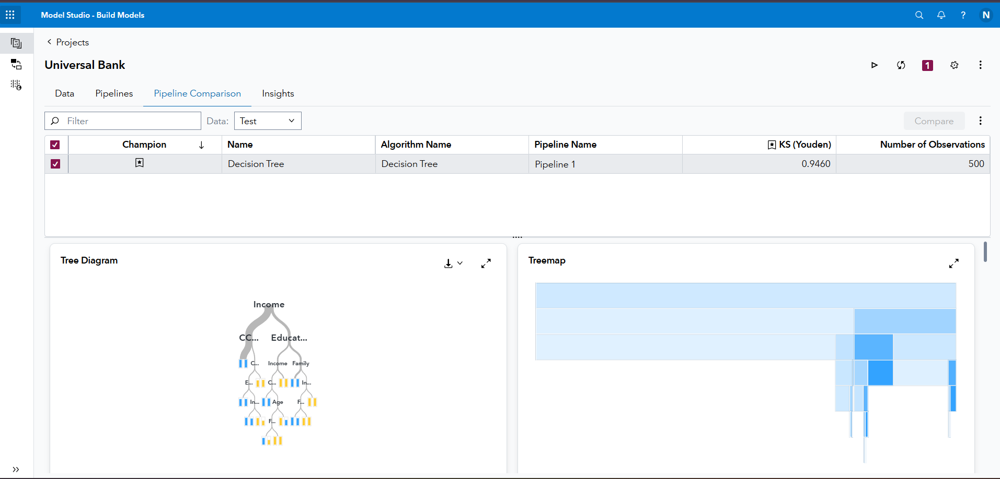 Model Studio - Build Models
?
N
Projects
Universal Bank
1
Data
Pipelines
Pipeline Comparison
Insights
Filter
Data:
Test
Compare
Champion
Name
Algorithm Name
Pipeline Name
KS (Youden)
Number of Observations
Decision Tree
Decision Tree
Pipeline 1
0.9460
500
Tree Diagram
Treemap
Income
CC...
Educat...
C...
Income
Family
E...
C...
In...
In...
Age
F...
F...